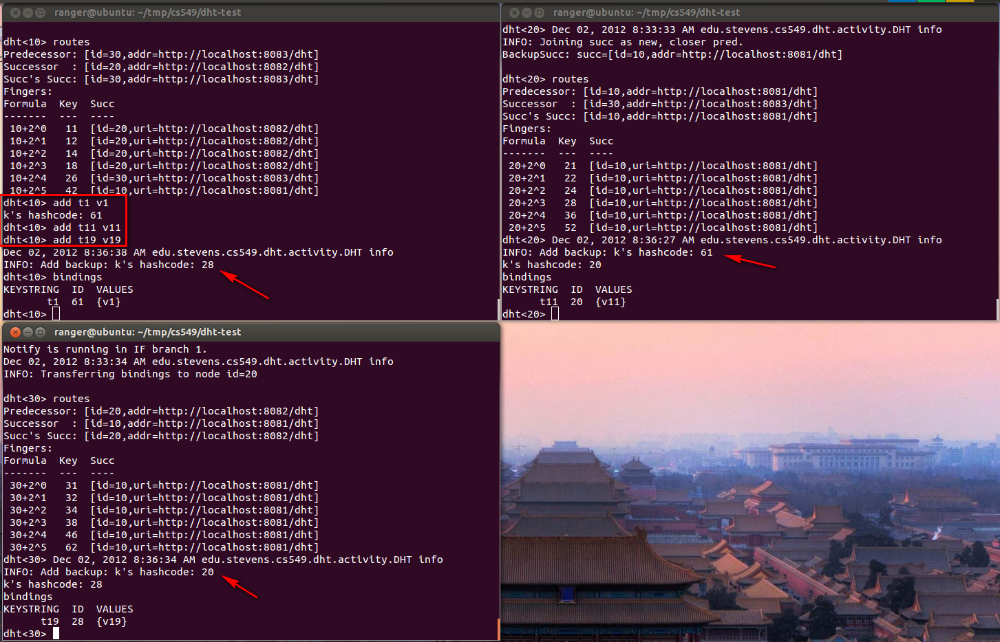 ranger@ubuntu: ~/tmp/cs549/dht-test
dht<10> routes
Predecessor: [id=30,addr=http://localhost:8083/dht]
Successor  : [id=20,addr=http://localhost:8082/dht]
Succ's Succ: [id=30,addr=http://localhost:8083/dht]
Fingers:
Formula  Key  Succ
-------  ---  ----
 10+2^0   11  [id=20,uri=http://localhost:8082/dht]
 10+2^1   12  [id=20,uri=http://localhost:8082/dht]
 10+2^2   14  [id=20,uri=http://localhost:8082/dht]
 10+2^3   18  [id=20,uri=http://localhost:8082/dht]
 10+2^4   26  [id=30,uri=http://localhost:8083/dht]
 10+2^5   42  [id=10,uri=http://localhost:8081/dht]
dht<10> add t1 v1
k's hashcode: 61
dht<10> add t11 v11
dht<10> add t19 v19
Dec 02, 2012 8:36:38 AM edu.stevens.cs549.dht.activity.DHT info
INFO: Add backup: k's hashcode: 28
dht<10> bindings
KEYSTRING  ID  VALUES
       t1  61  {v1}
dht<10>
ranger@ubuntu: ~/tmp/cs549/dht-test
dht<20> Dec 02, 2012 8:33:33 AM edu.stevens.cs549.dht.activity.DHT info
INFO: Joining succ as new, closer pred.
BackupSucc: succ=[id=10,addr=http://localhost:8081/dht]
dht<20> routes
Predecessor: [id=10,addr=http://localhost:8081/dht]
Successor  : [id=30,addr=http://localhost:8083/dht]
Succ's Succ: [id=10,addr=http://localhost:8081/dht]
Fingers:
Formula  Key  Succ
-------  ---  ----
 20+2^0   21  [id=10,uri=http://localhost:8081/dht]
 20+2^1   22  [id=10,uri=http://localhost:8081/dht]
 20+2^2   24  [id=10,uri=http://localhost:8081/dht]
 20+2^3   28  [id=10,uri=http://localhost:8081/dht]
 20+2^4   36  [id=10,uri=http://localhost:8081/dht]
 20+2^5   52  [id=10,uri=http://localhost:8081/dht]
dht<20> Dec 02, 2012 8:36:27 AM edu.stevens.cs549.dht.activity.DHT info
INFO: Add backup: k's hashcode: 61
k's hashcode: 20
bindings
KEYSTRING  ID  VALUES
      t11  20  {v11}
dht<20>
ranger@ubuntu: ~/tmp/cs549/dht-test
Notify is running in IF branch 1.
Dec 02, 2012 8:33:34 AM edu.stevens.cs549.dht.activity.DHT info
INFO: Transferring bindings to node id=20
dht<30> routes
Predecessor: [id=20,addr=http://localhost:8082/dht]
Successor  : [id=10,addr=http://localhost:8081/dht]
Succ's Succ: [id=20,addr=http://localhost:8082/dht]
Fingers:
Formula  Key  Succ
-------  ---  ----
 30+2^0   31  [id=10,uri=http://localhost:8081/dht]
 30+2^1   32  [id=10,uri=http://localhost:8081/dht]
 30+2^2   34  [id=10,uri=http://localhost:8081/dht]
 30+2^3   38  [id=10,uri=http://localhost:8081/dht]
 30+2^4   46  [id=10,uri=http://localhost:8081/dht]
 30+2^5   62  [id=10,uri=http://localhost:8081/dht]
dht<30> Dec 02, 2012 8:36:34 AM edu.stevens.cs549.dht.activity.DHT info
INFO: Add backup: k's hashcode: 20
k's hashcode: 28
bindings
KEYSTRING  ID  VALUES
      t19  28  {v19}
dht<30>